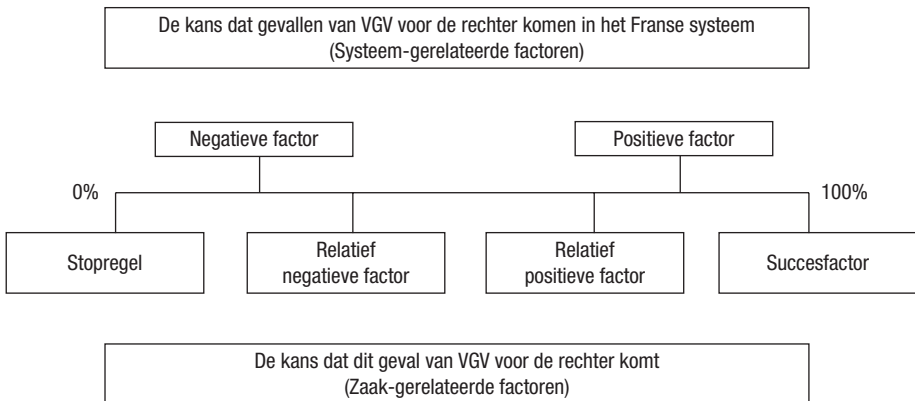 De kans dat gevallen van VGV voor de rechter komen in het Franse systeem
(Systeem-gerelateerde factoren)
Negatieve factor
Positieve factor
0%
100%
Stopregel
Relatief
negatieve factor
Relatief
positieve factor
Succesfactor
De kans dat dit geval van VGV voor de rechter komt
(Zaak-gerelateerde factoren)